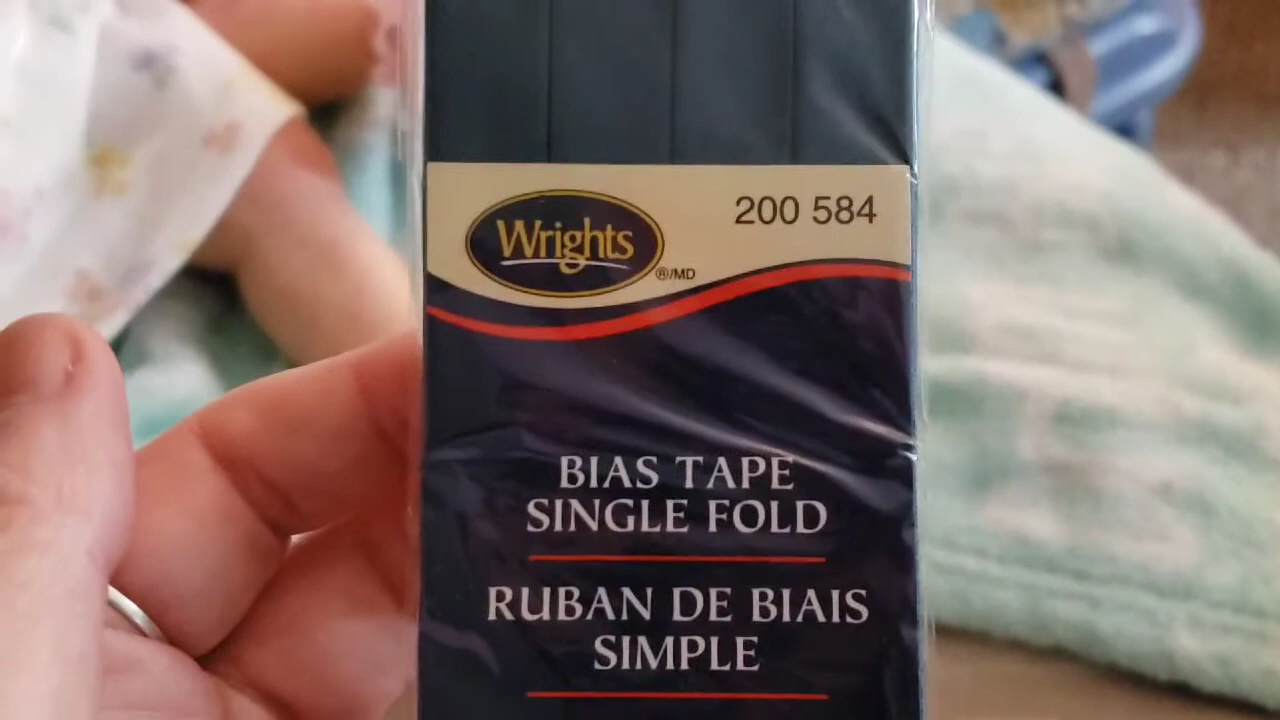 Wrights
®/MD
200 584
BIAS TAPE
SINGLE FOLD
RUBAN DE BIAIS
SIMPLE